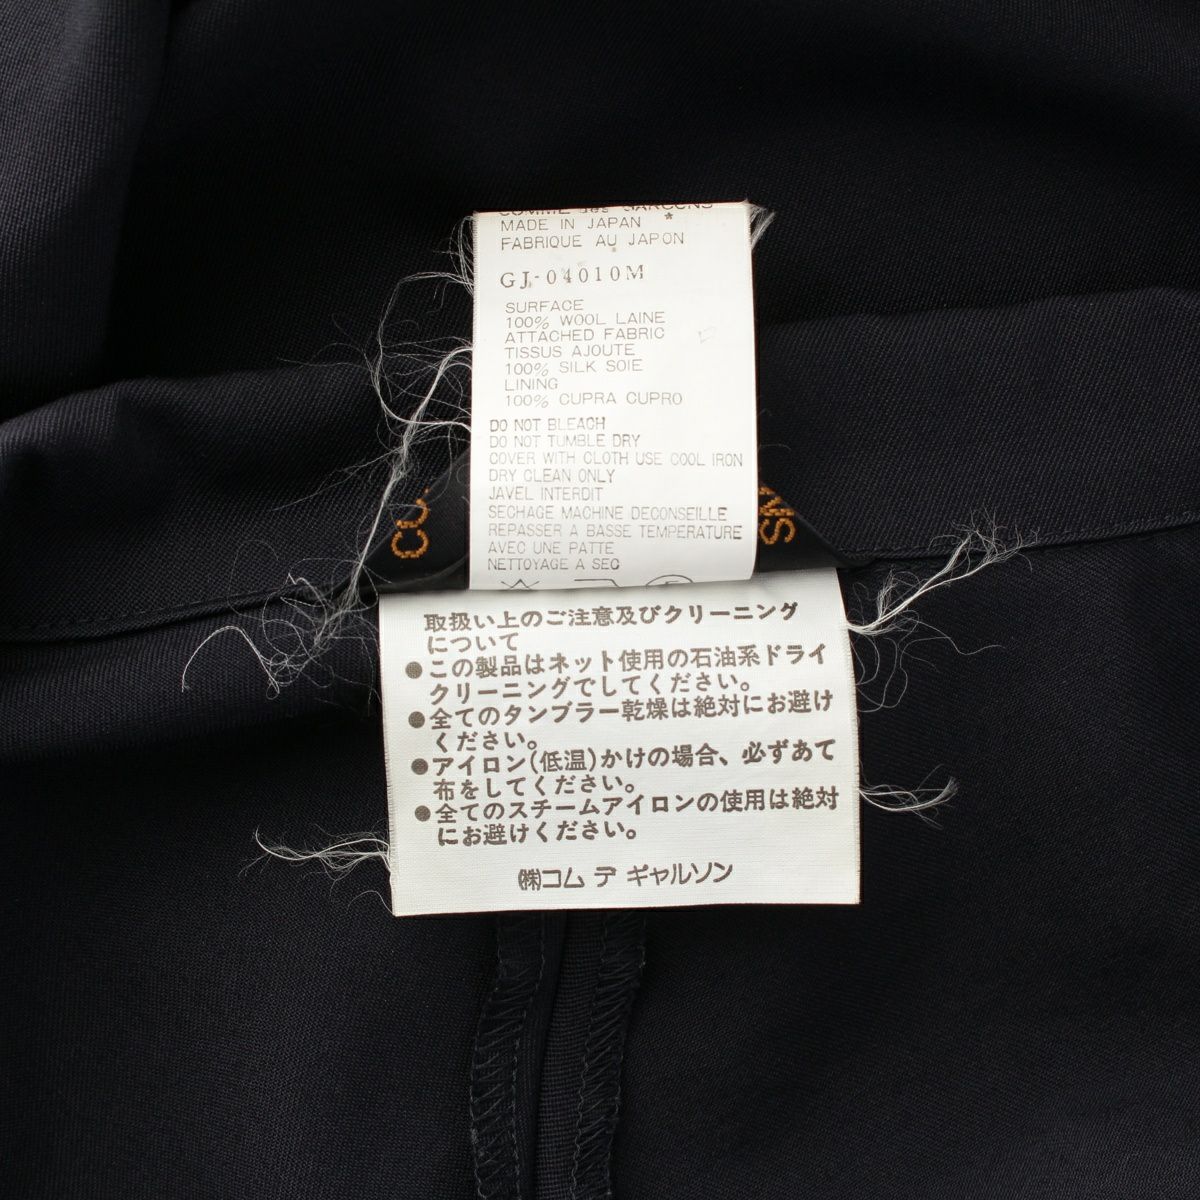 COMME des GARCONS
MADE IN JAPAN *
FABRIQUE AU JAPON
GJ-04010M
SURFACE
100% WOOL LAINE
ATTACHED FABRIC
TISSUS AJOUTE
100% SILK SOIE
LINING
100% CUPRA CUPRO
DO NOT BLEACH
DO NOT TUMBLE DRY
COVER WITH CLOTH USE COOL IRON
DRY CLEAN ONLY
JAVEL INTERDIT
SECHAGE MACHINE DECONSEILLE
REPASSER A BASSE TEMPERATURE
AVEC UNE PATTE
NETTOYAGE A SEC
取扱い上のご注意及びクリーニング
について
●この製品はネット使用の石油系ドライ
クリーニングでしてください。
●全てのタンブラー乾燥は絶対にお避け
ください。
●アイロン(低温)かけの場合、必ずあて
布をしてください。
●全てのスチームアイロンの使用は絶対
にお避けください。
㈱コム デ ギャルソン